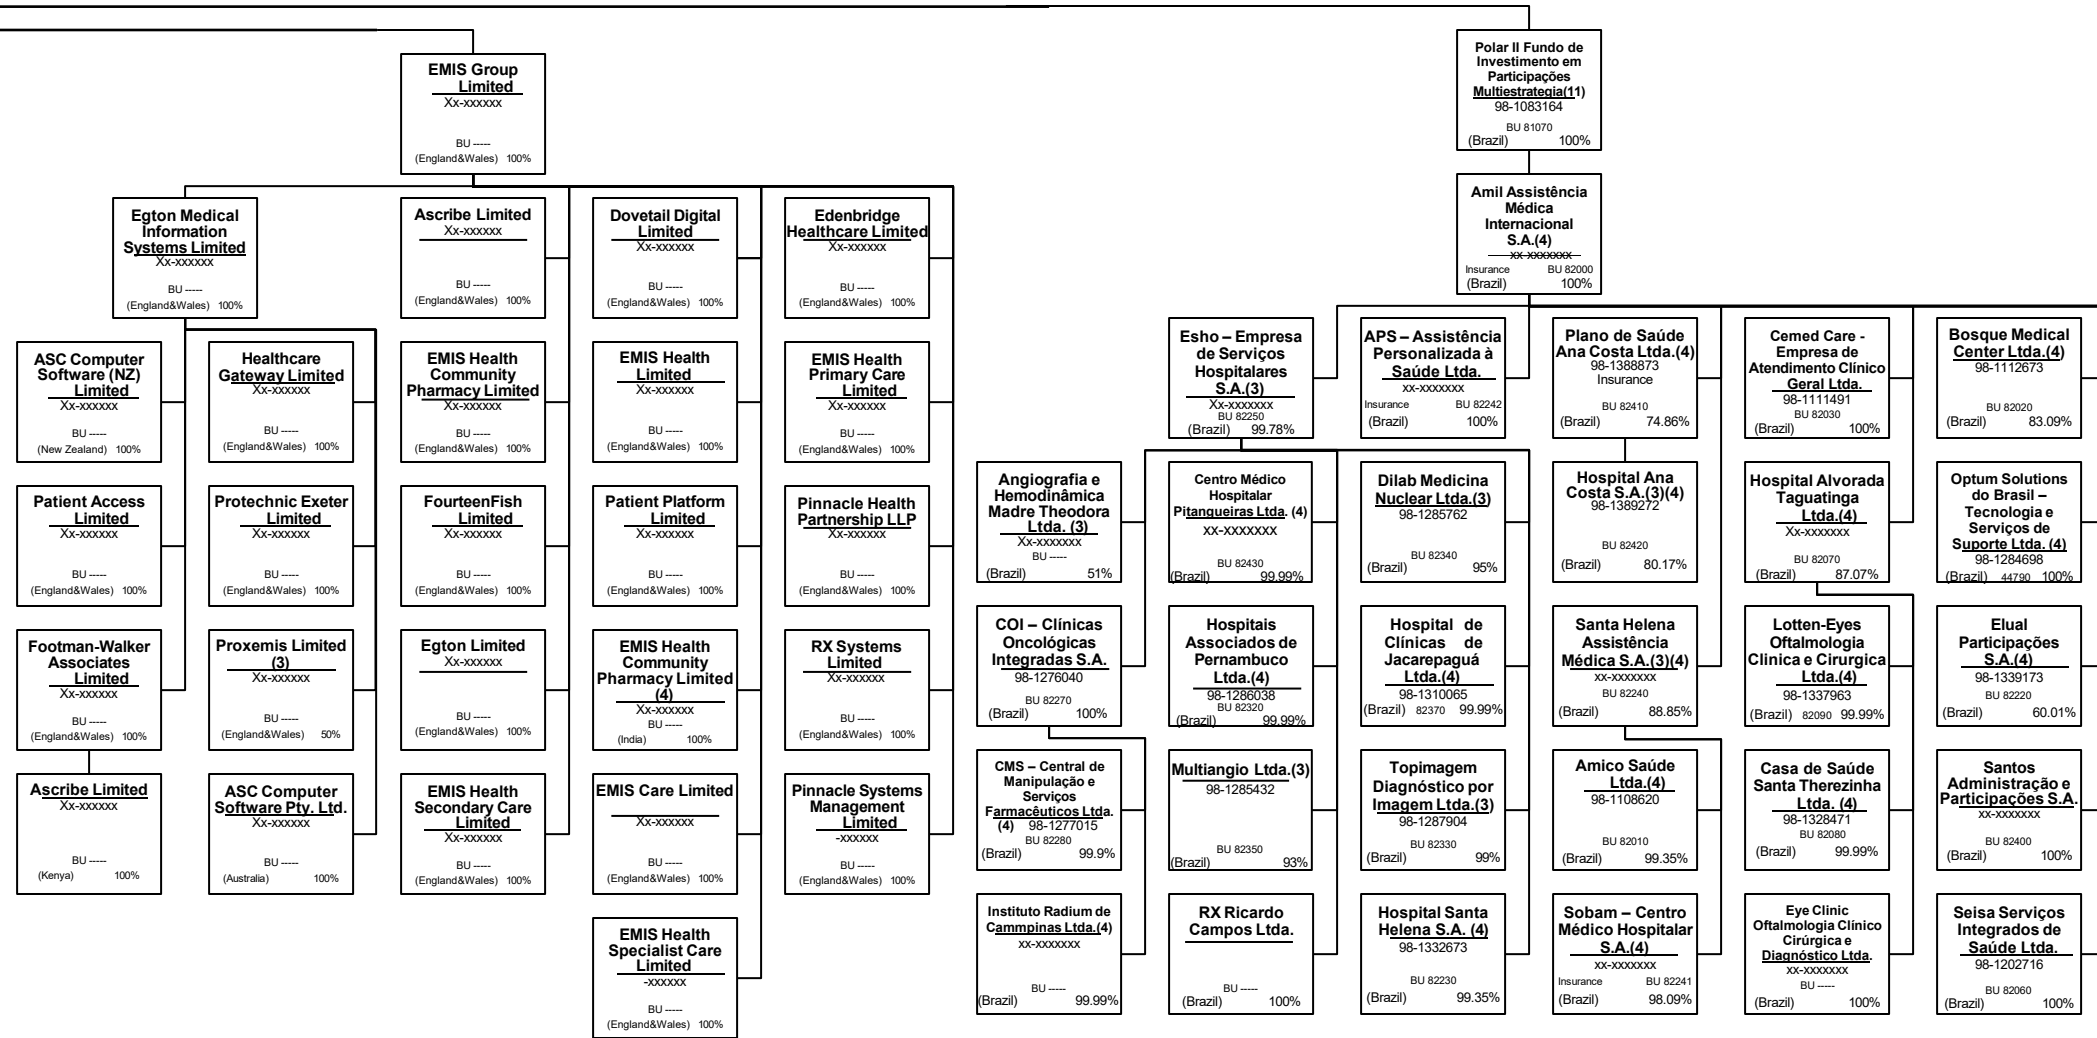 EMIS Group
Limited
Xx-xxxxxx
BU -----
(England&Wales) 100%
Polar II Fundo de
Investimento em
Participações
Multiestrategia(11)
98-1083164
BU 81070
(Brazil) 100%
Amil Assistência
Médica
Internacional
S.A.(4)
xx-xxxxxxx
Insurance BU 82000
(Brazil) 100%
Egton Medical
Information
Systems Limited
Xx-xxxxxx
BU -----
(England&Wales) 100%
Ascribe Limited
Xx-xxxxxx
BU -----
(England&Wales) 100%
Dovetail Digital
Limited
Xx-xxxxxx
BU -----
(England&Wales) 100%
Edenbridge
Healthcare Limited
Xx-xxxxxx
BU -----
(England&Wales) 100%
ASC Computer
Software (NZ)
Limited
Xx-xxxxxx
BU -----
(New Zealand) 100%
Healthcare
Gateway Limited
Xx-xxxxxx
BU -----
(England&Wales) 100%
EMIS Health
Community
Pharmacy Limited
Xx-xxxxxx
BU -----
(England&Wales) 100%
EMIS Health
Limited
Xx-xxxxxx
BU -----
(England&Wales) 100%
EMIS Health
Primary Care
Limited
Xx-xxxxxx
BU -----
(England&Wales) 100%
Esho – Empresa
de Serviços
Hospitalares
S.A.(3)
Xx-xxxxxxx
BU 82250
(Brazil) 99.78%
APS – Assistência
Personalizada à
Saúde Ltda.
xx-xxxxxxx
Insurance BU 82242
(Brazil) 100%
Plano de Saúde
Ana Costa Ltda.(4)
98-1388873
Insurance
BU 82410
(Brazil) 74.86%
Cemed Care -
Empresa de
Atendimento Clínico
Geral Ltda.
98-1111491
BU 82030
(Brazil) 100%
Bosque Medical
Center Ltda.(4)
98-1112673
BU 82020
(Brazil) 83.09%
Patient Access
Limited
Xx-xxxxxx
BU -----
(England&Wales) 100%
Protechnic Exeter
Limited
Xx-xxxxxx
BU -----
(England&Wales) 100%
FourteenFish
Limited
Xx-xxxxxx
BU -----
(England&Wales) 100%
Patient Platform
Limited
Xx-xxxxxx
BU -----
(England&Wales) 100%
Pinnacle Health
Partnership LLP
Xx-xxxxxx
BU -----
(England&Wales) 100%
Angiografia e
Hemodinâmica
Madre Theodora
Ltda. (3)
Xx-xxxxxxx
BU -----
(Brazil) 51%
Centro Médico
Hospitalar
Pitangueiras Ltda. (4)
xx-xxxxxxx
BU 82430
(Brazil) 99.99%
Dilab Medicina
Nuclear Ltda.(3)
98-1285762
BU 82340
(Brazil) 95%
Hospital Ana
Costa S.A.(3)(4)
98-1389272
BU 82420
(Brazil) 80.17%
Hospital Alvorada
Taguatinga
Ltda.(4)
Xx-xxxxxxx
BU 82070
(Brazil) 87.07%
Optum Solutions
do Brasil –
Tecnologia e
Serviços de
Suporte Ltda. (4)
98-1284698
(Brazil) 44790 100%
Footman-Walker
Associates
Limited
Xx-xxxxxx
BU -----
(England&Wales) 100%
Proxemis Limited
(3)
Xx-xxxxxx
BU -----
(England&Wales) 50%
Egton Limited
Xx-xxxxxx
BU -----
(England&Wales) 100%
EMIS Health
Community
Pharmacy Limited
(4)
Xx-xxxxxx
BU -----
(India) 100%
RX Systems
Limited
Xx-xxxxxx
BU -----
(England&Wales) 100%
COI – Clínicas
Oncológicas
Integradas S.A.
98-1276040
BU 82270
(Brazil) 100%
Hospitais
Associados de
Pernambuco
Ltda.(4)
98-1286038
BU 82320
(Brazil) 99.99%
Hospital de
Clínicas de
Jacarepaguá
Ltda.(4)
98-1310065
(Brazil) 82370 99.99%
Santa Helena
Assistência
Médica S.A.(3)(4)
xx-xxxxxxx
BU 82240
(Brazil) 88.85%
Lotten-Eyes
Oftalmologia
Clinica e Cirurgica
Ltda.(4)
98-1337963
(Brazil) 82090 99.99%
Elual
Participações
S.A.(4)
98-1339173
BU 82220
(Brazil) 60.01%
Ascribe Limited
Xx-xxxxxx
BU -----
(Kenya) 100%
ASC Computer
Software Pty. Ltd.
Xx-xxxxxx
BU -----
(Australia) 100%
EMIS Health
Secondary Care
Limited
Xx-xxxxxx
BU -----
(England&Wales) 100%
EMIS Care Limited
Xx-xxxxxx
BU -----
(England&Wales) 100%
Pinnacle Systems
Management
Limited
-xxxxxx
BU -----
(England&Wales) 100%
CMS – Central de
Manipulação e
Serviços
Farmacêuticos Ltda.
(4) 98-1277015
BU 82280
(Brazil) 99.9%
Multiangio Ltda.(3)
98-1285432
BU 82350
(Brazil) 93%
Topimagem
Diagnóstico por
Imagem Ltda.(3)
98-1287904
BU 82330
(Brazil) 99%
Amico Saúde
Ltda.(4)
98-1108620
BU 82010
(Brazil) 99.35%
Casa de Saúde
Santa Therezinha
Ltda. (4)
98-1328471
BU 82080
(Brazil) 99.99%
Santos
Administração e
Participações S.A.
xx-xxxxxxx
BU 82400
(Brazil) 100%
EMIS Health
Specialist Care
Limited
-xxxxxx
BU -----
(England&Wales) 100%
Instituto Radium de
Cammpinas Ltda.(4)
xx-xxxxxxx
BU -----
(Brazil) 99.99%
RX Ricardo
Campos Ltda.
BU -----
(Brazil) 100%
Hospital Santa
Helena S.A. (4)
98-1332673
BU 82230
(Brazil) 99.35%
Sobam – Centro
Médico Hospitalar
S.A.(4)
xx-xxxxxxx
Insurance BU 82241
(Brazil) 98.09%
Eye Clinic
Oftalmologia Clínico
Cirúrgica e
Diagnóstico Ltda.
xx-xxxxxxx
BU -----
(Brazil) 100%
Seisa Serviços
Integrados de
Saúde Ltda.
98-1202716
BU 82060
(Brazil) 100%